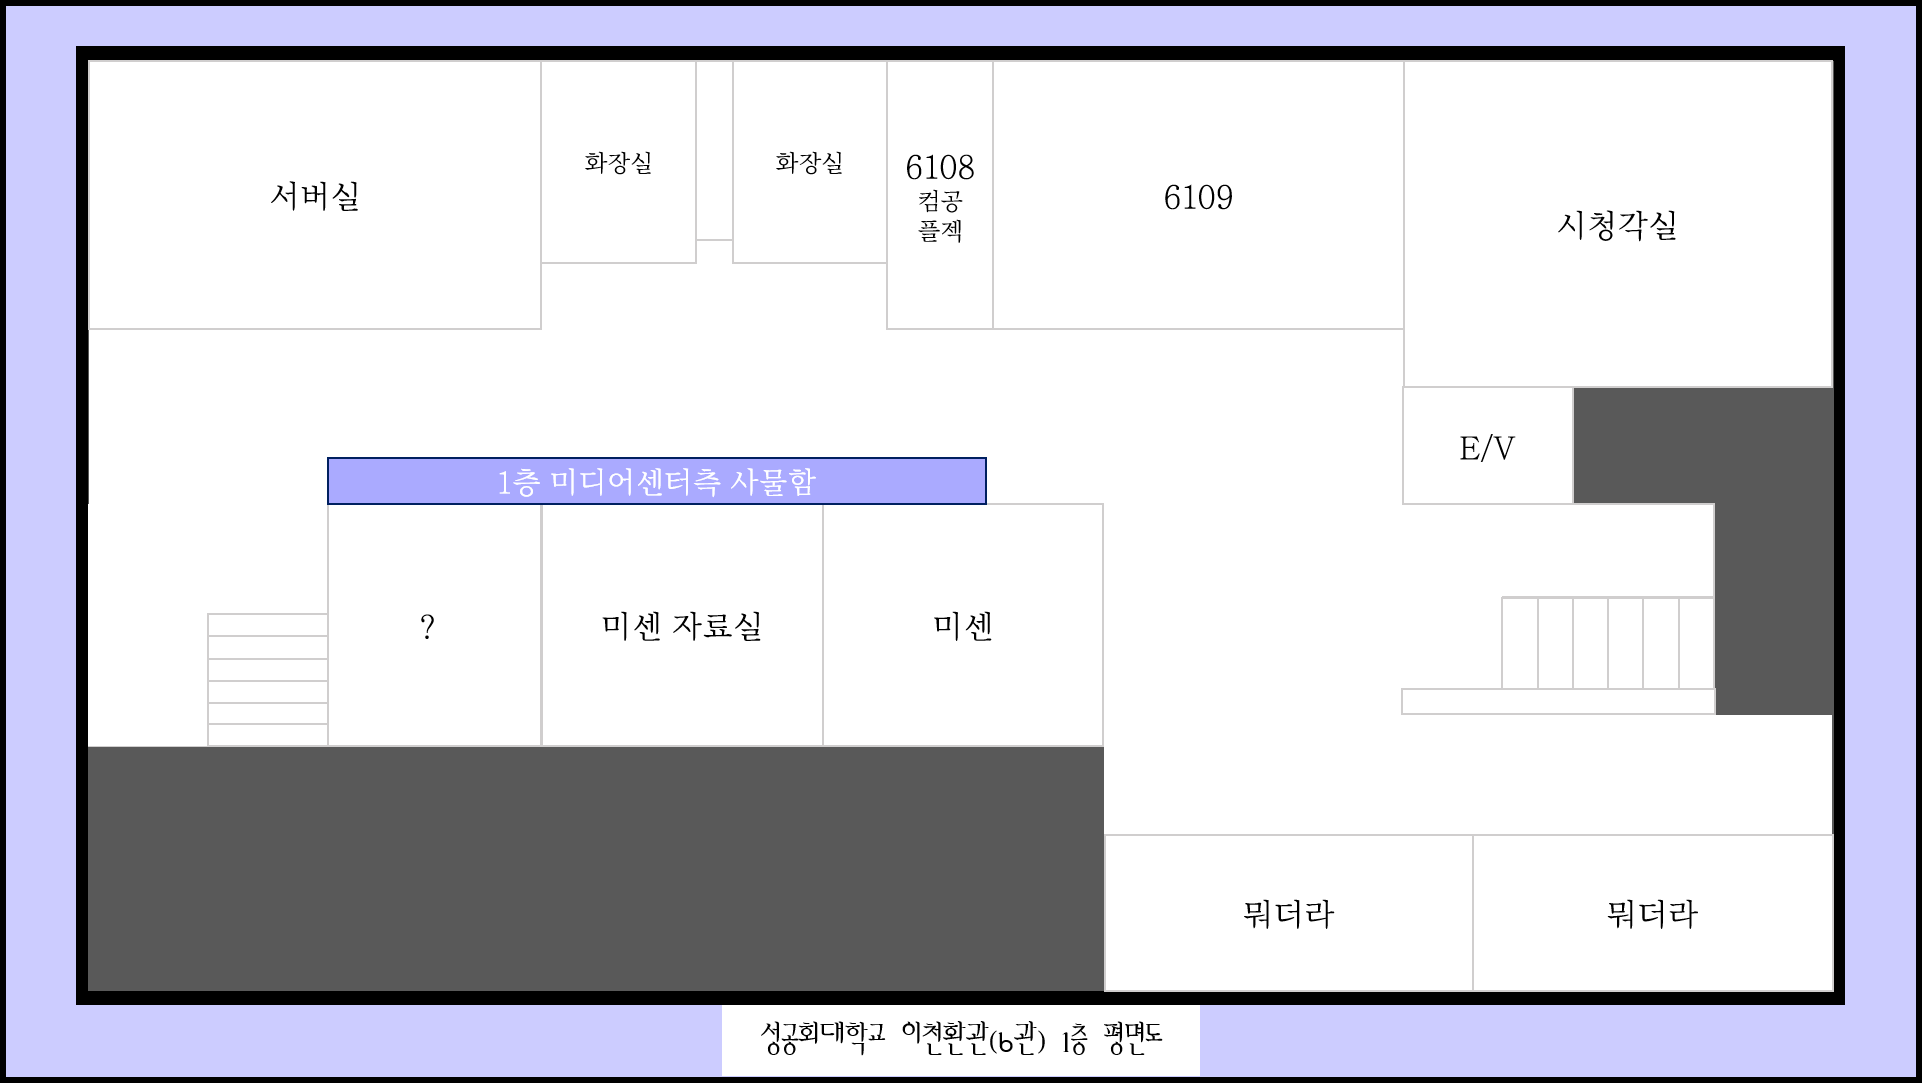 서버실
화장실
화장실
6108
컴공
플젝
6109
시청각실
E/V
1층 미디어센터측 사물함
?
미센 자료실
미센
뭐더라
뭐더라
성공회대학교 이천환관(6관) 1층 평면도